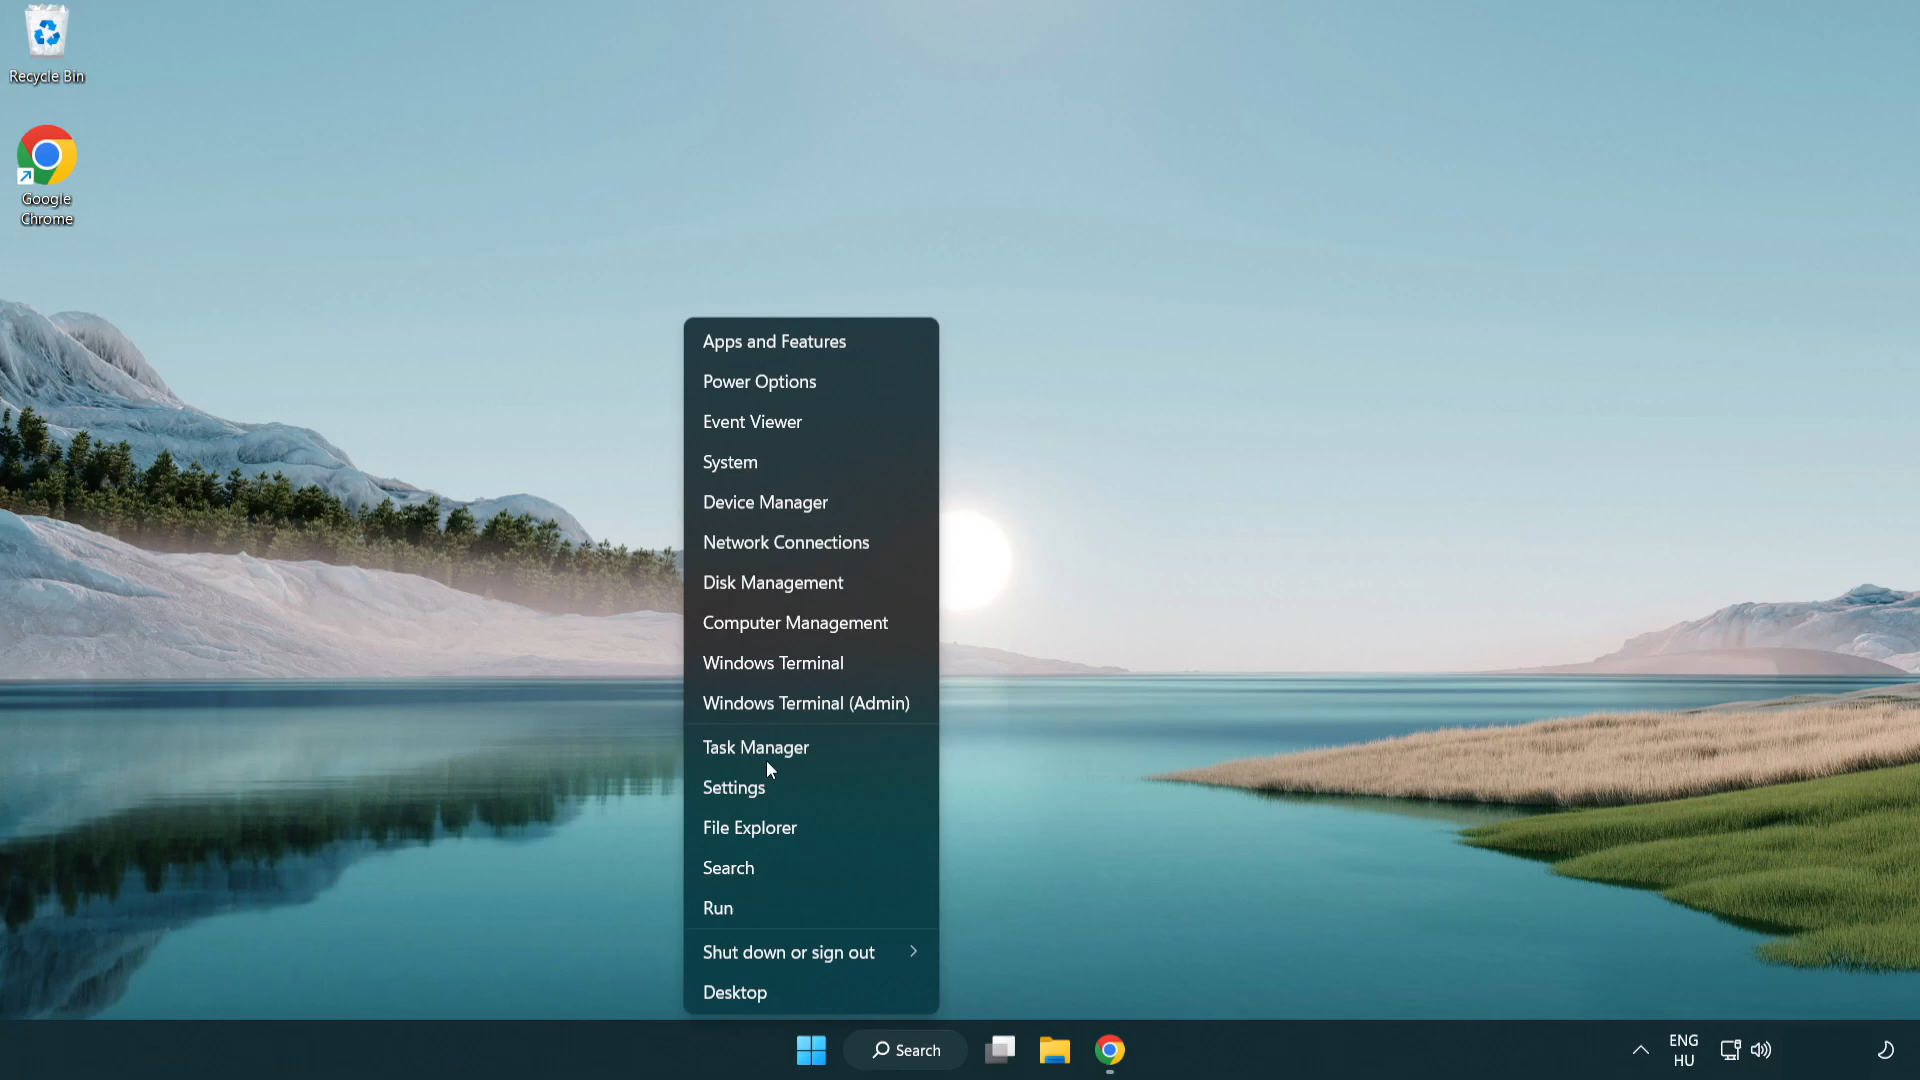 Recycle Bin
Google
Chrome
Apps and Features
Power Options
Event Viewer
System
Device Manager
Network Connections
Disk Management
Computer Management
Windows Terminal
Windows Terminal (Admin)
Task Manager
Settings
File Explorer
Search
Run
Shut down or sign out
Desktop
Search
ENG
HU